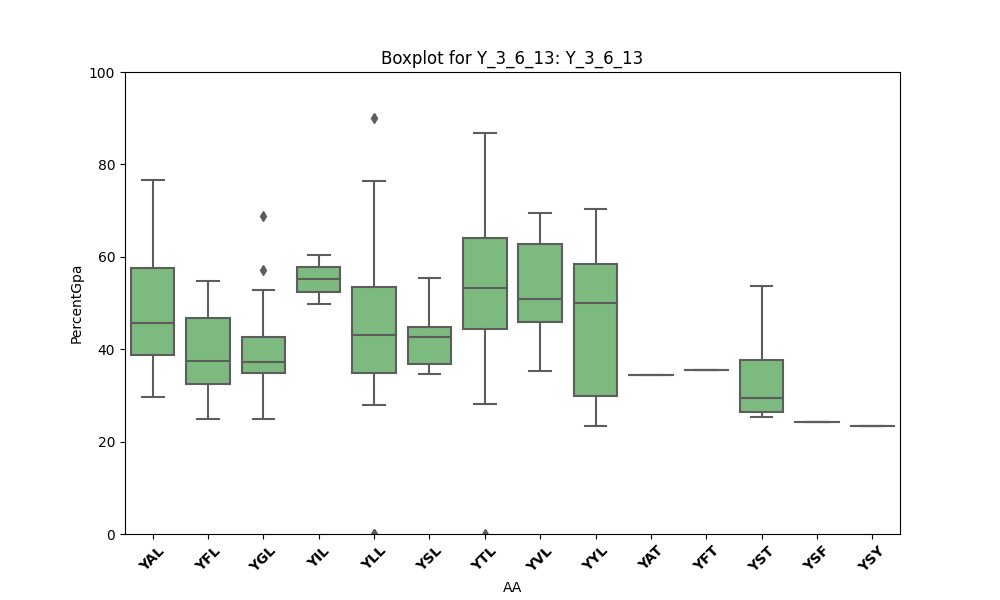 Boxplot for Y_3_6_13: Y_3_6_13
100
80
60
40
20
0
PercentGpa
YAL YFL YGL YIL YLL YSL YTL YVL YYL YAT YFT YST YSF YSY
AA